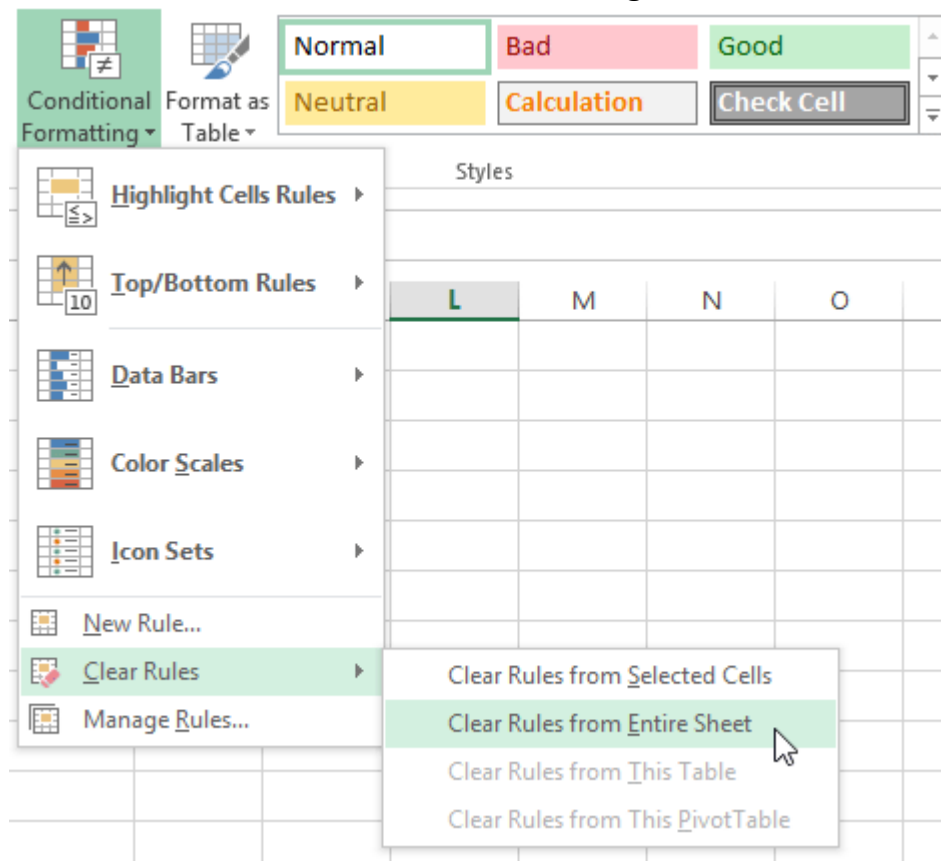 Normal Bad Good
Conditional Formatting Format as Table
Neutral Calculation Check Cell
Styles
Highlight Cells Rules
Top/Bottom Rules
10
L M N O
Data Bars
Color Scales
Icon Sets
New Rule...
Clear Rules
Manage Rules...
Clear Rules from Selected Cells
Clear Rules from Entire Sheet
Clear Rules from This Table
Clear Rules from This PivotTable